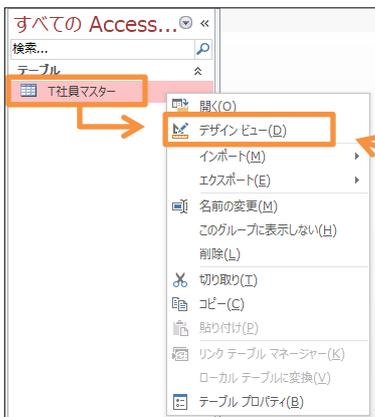 すべての Access...
検索...
テーブル
T社員マスター
開く(O)
デザイン ビュー(D)
インポート(M)
エクスポート(E)
名前の変更(M)
このグループに表示しない(H)
削除(L)
切り取り(T)
コピー(C)
貼り付け(P)
リンク テーブル マネージャー(K)
ローカル テーブルに変換(V)
テーブル プロパティ(B)